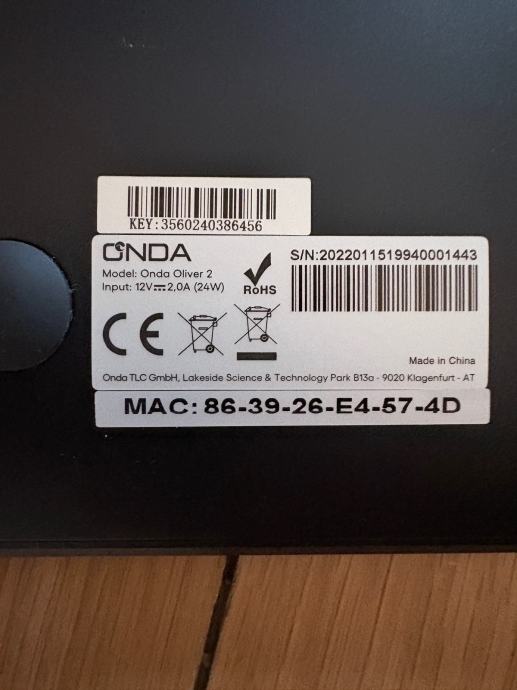 KEY:3560240386456
ONDA
Model: Onda Oliver 2
Input: 12V⎓2,0A (24W)
RoHS
S/N:2022011519940001443
CE
Made in China
Onda TLC GmbH, Lakeside Science & Technology Park B13a - 9020 Klagenfurt - AT
MAC: 86-39-26-E4-57-4D